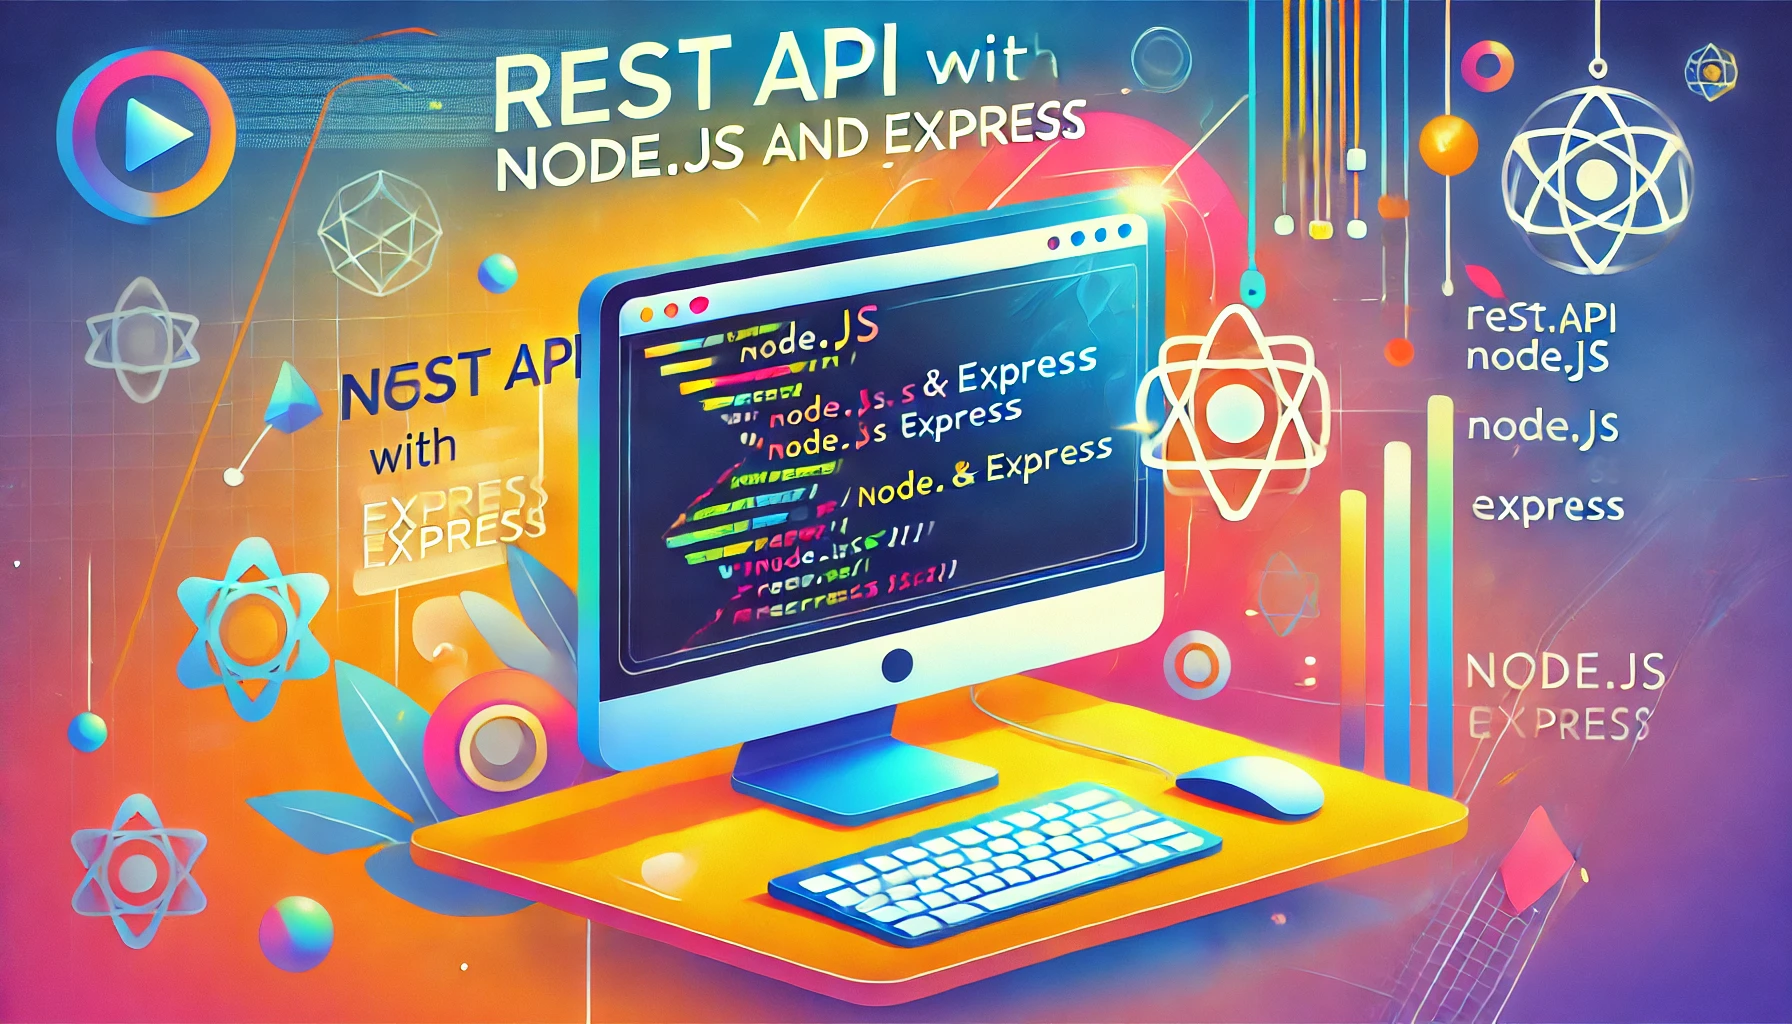 REST API with
NODE.JS AND EXPRESS
N6ST API
with
EXPRESS
EXPRESS
node.JS
node.Js.s & Express
node.Js Express
/ Node. & Express
reSt.API
node.JS
node.JS
express
NODE.JS
EXPRESS